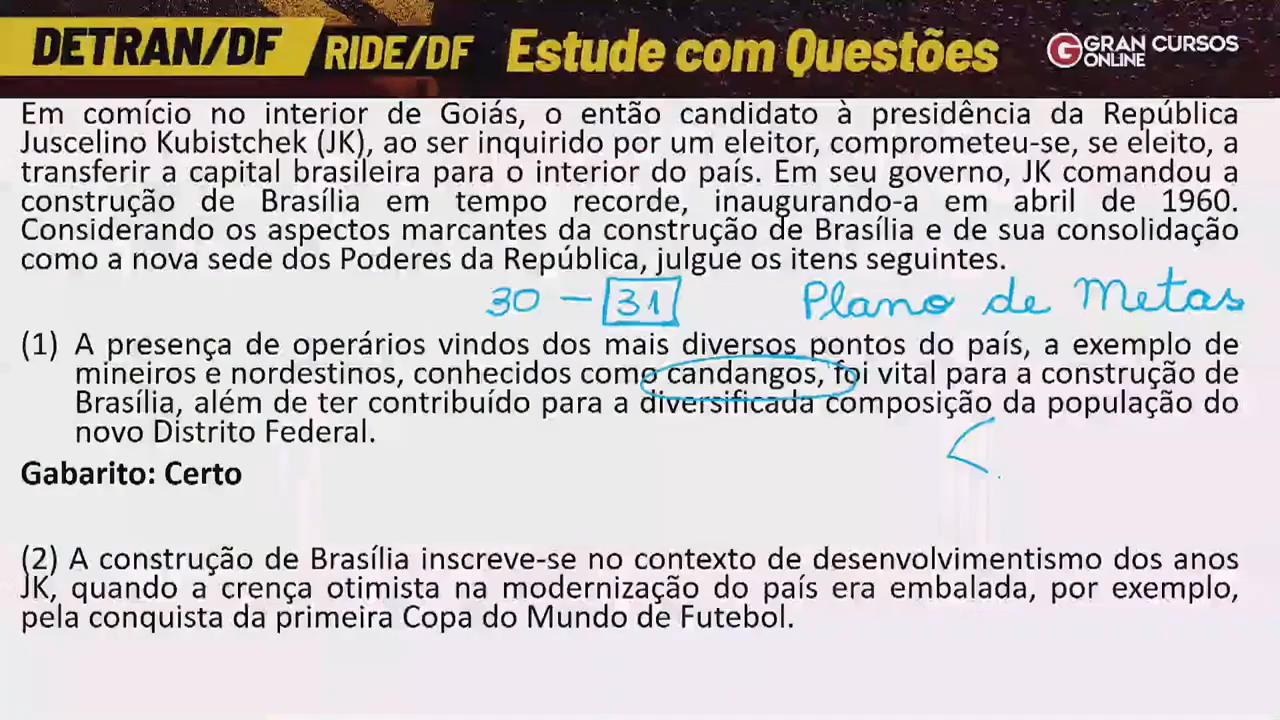 DETRAN/DF RIDE/DF Estude com Questões GRAN CURSOS ONLINE
Em comício no interior de Goiás, o então candidato à presidência da República
Juscelino Kubistchek (JK), ao ser inquirido por um eleitor, comprometeu-se, se eleito, a
transferir a capital brasileira para o interior do país. Em seu governo, JK comandou a
construção de Brasília em tempo recorde, inaugurando-a em abril de 1960.
Considerando os aspectos marcantes da construção de Brasília e de sua consolidação
como a nova sede dos Poderes da República, julgue os itens seguintes.
30 – 31 Plano de Metas
(1) A presença de operários vindos dos mais diversos pontos do país, a exemplo de
mineiros e nordestinos, conhecidos como candangos, foi vital para a construção de
Brasília, além de ter contribuído para a diversificada composição da população do
novo Distrito Federal.
Gabarito: Certo
(2) A construção de Brasília inscreve-se no contexto de desenvolvimentismo dos anos
JK, quando a crença otimista na modernização do país era embalada, por exemplo,
pela conquista da primeira Copa do Mundo de Futebol.